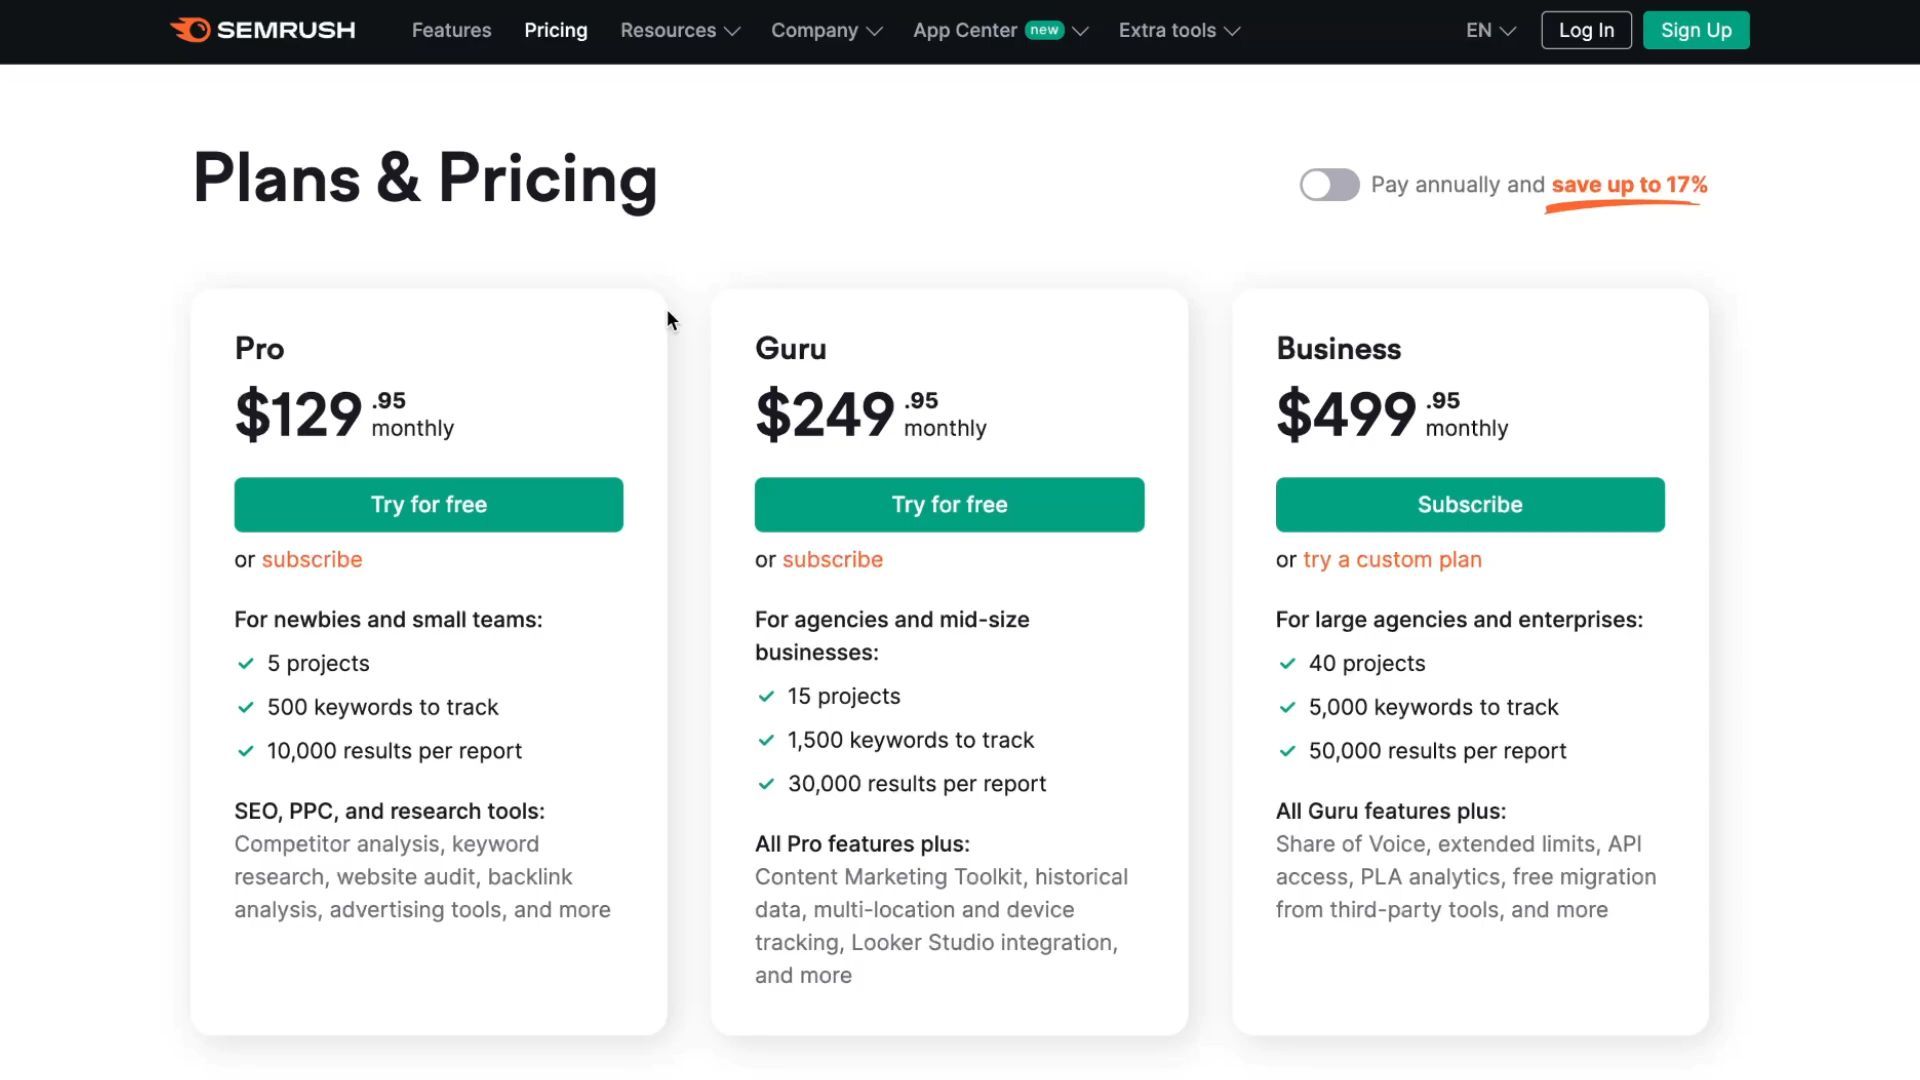 SEMRUSH Features Pricing Resources Company App Center new Extra tools EN Log In Sign Up
Plans & Pricing
Pay annually and save up to 17%
Pro
$129 .95 monthly
Try for free
or subscribe
For newbies and small teams:
5 projects
500 keywords to track
10,000 results per report
SEO, PPC, and research tools:
Competitor analysis, keyword
research, website audit, backlink
analysis, advertising tools, and more
Guru
$249 .95 monthly
Try for free
or subscribe
For agencies and mid-size
businesses:
15 projects
1,500 keywords to track
30,000 results per report
All Pro features plus:
Content Marketing Toolkit, historical
data, multi-location and device
tracking, Looker Studio integration,
and more
Business
$499 .95 monthly
Subscribe
or try a custom plan
For large agencies and enterprises:
40 projects
5,000 keywords to track
50,000 results per report
All Guru features plus:
Share of Voice, extended limits, API
access, PLA analytics, free migration
from third-party tools, and more